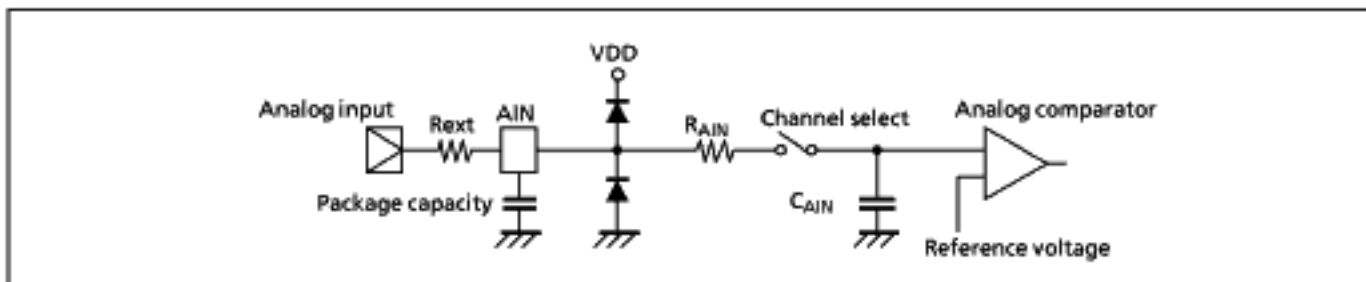 VDD
Analog input
Rext
AIN
RAIN
Channel select
Analog comparator
Package capacity
CAIN
Reference voltage